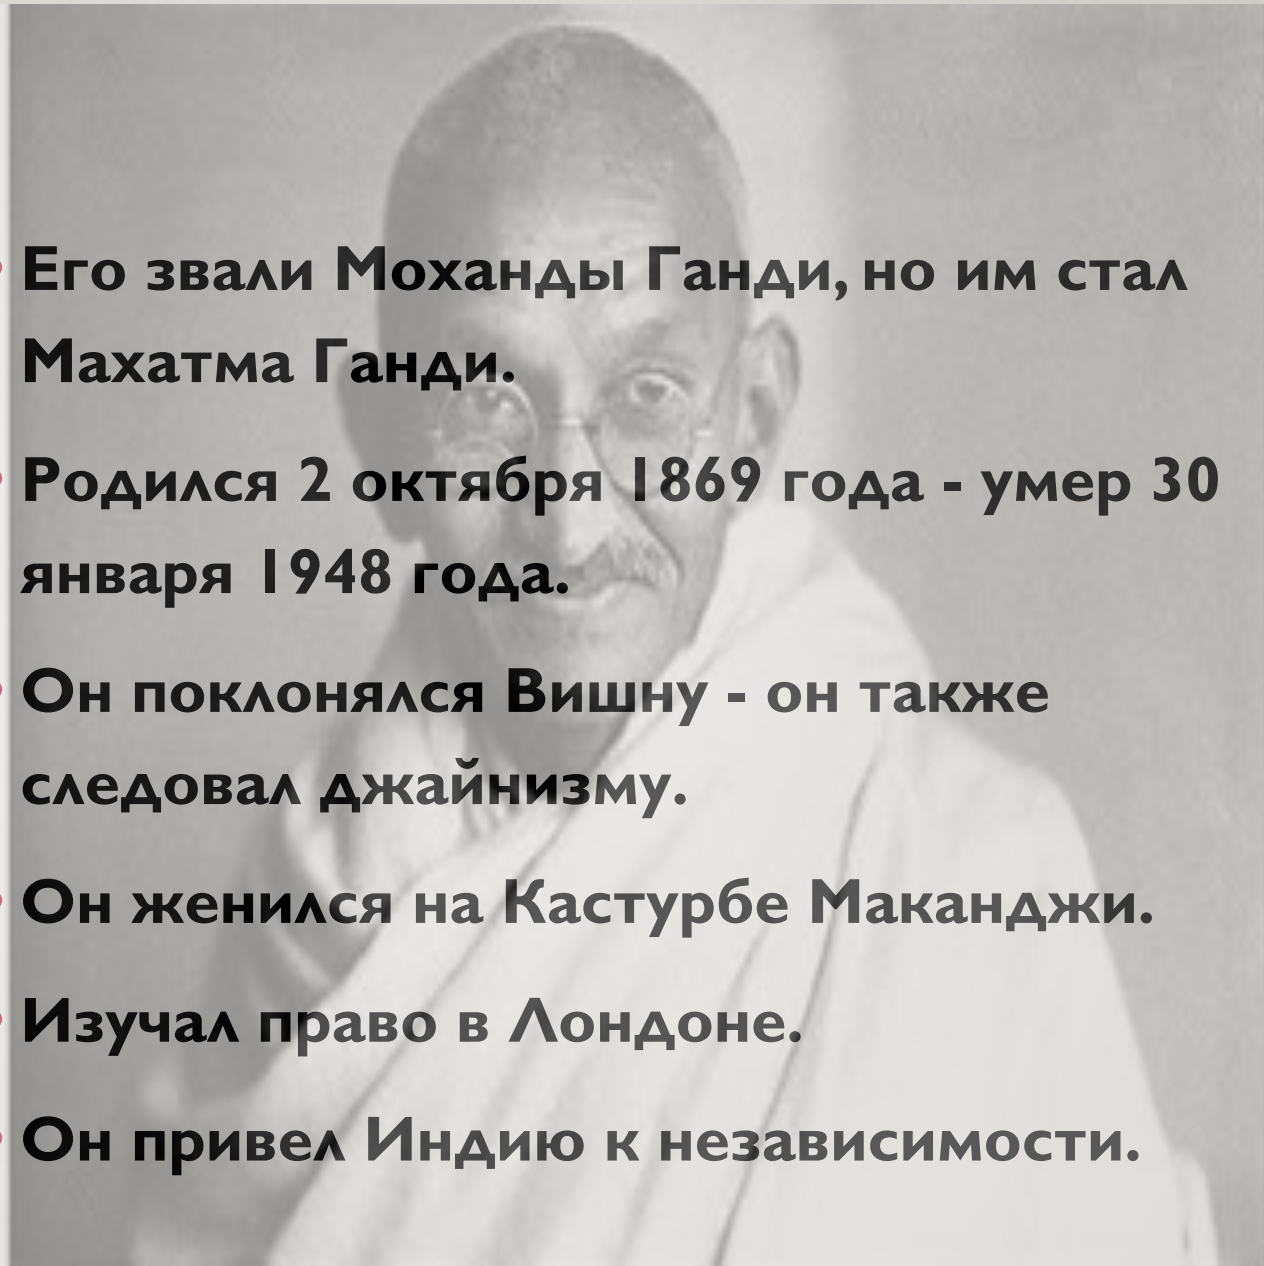 Его звали Моханды Ганди, но им стал
Махатма Ганди.
Родился 2 октября 1869 года - умер 30
января 1948 года.
Он поклонялся Вишну - он также
следовал джайнизму.
Он женился на Кастурбе Маканджи.
Изучал право в Лондоне.
Он привел Индию к независимости.